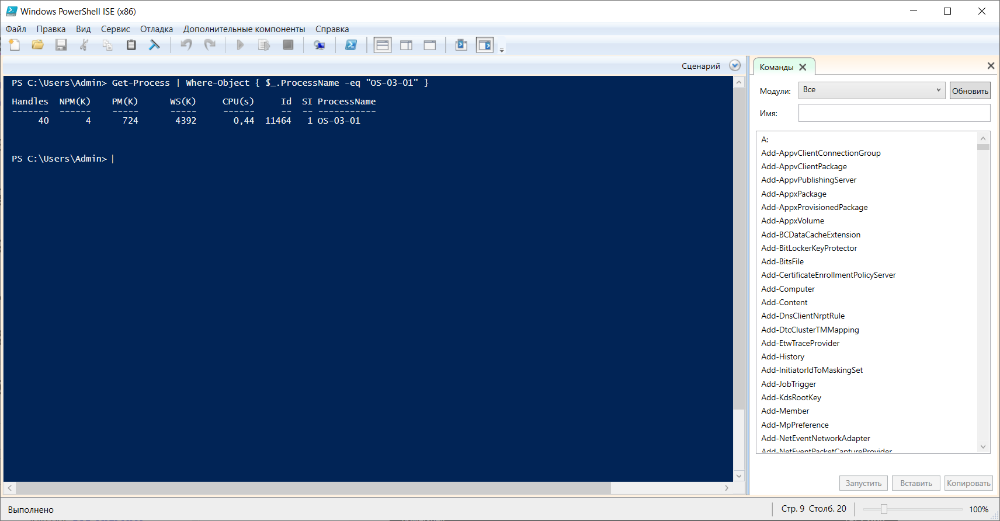 Windows PowerShell ISE (x86)
Файл Правка Вид Сервис Отладка Дополнительные компоненты Справка
Сценарий
PS C:\Users\Admin> Get-Process | Where-Object { $_.ProcessName -eq "OS-03-01" }
Handles NPM(K) PM(K) WS(K) CPU(s) Id SI ProcessName
------- ------ ----- ----- ------ -- -- -----------
40 4 724 4392 0,44 11464 1 OS-03-01
PS C:\Users\Admin>
Команды
Модули: Все Обновить
Имя:
A:
Add-AppvClientConnectionGroup
Add-AppvClientPackage
Add-AppvPublishingServer
Add-AppxPackage
Add-AppxProvisionedPackage
Add-AppxVolume
Add-BCDataCacheExtension
Add-BitLockerKeyProtector
Add-BitsFile
Add-CertificateEnrollmentPolicyServer
Add-Computer
Add-Content
Add-DnsClientNrptRule
Add-DtcClusterTMMapping
Add-EtwTraceProvider
Add-History
Add-InitiatorIdToMaskingSet
Add-JobTrigger
Add-KdsRootKey
Add-Member
Add-MpPreference
Add-NetEventNetworkAdapter
Add-NetEventPacketCaptureProvider
Запустить Вставить Копировать
Выполнено
Стр. 9 Столб. 20
100%